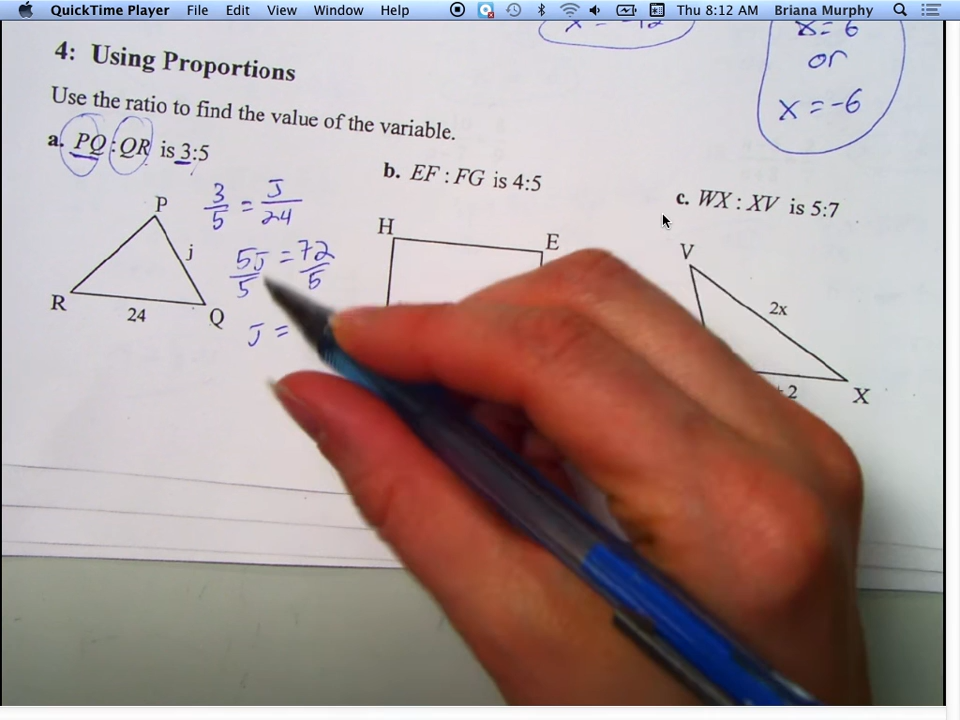 QuickTime Player File Edit View Window Help Thu 8:12 AM Briana Murphy
x = -12
x = 6
or
x = -6
4: Using Proportions
Use the ratio to find the value of the variable.
a. PQ : QR is 3:5
3/5 = J/24
5J/5 = 72/5
J =
P
j
R
24
Q
b. EF : FG is 4:5
H
E
c. WX : XV is 5:7
V
2x
+ 2
X